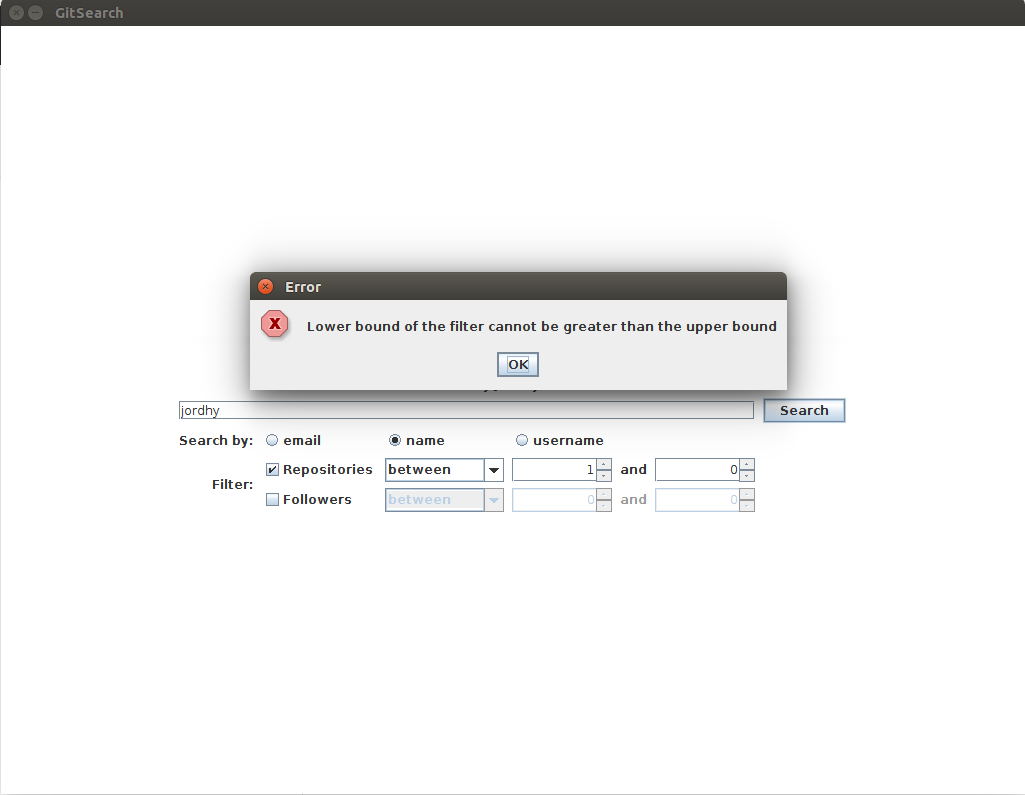 GitSearch
Error
Lower bound of the filter cannot be greater than the upper bound
OK
jordhy Search
Search by: email name username
Filter:
Repositories between 1 and 0
Followers between 0 and 0